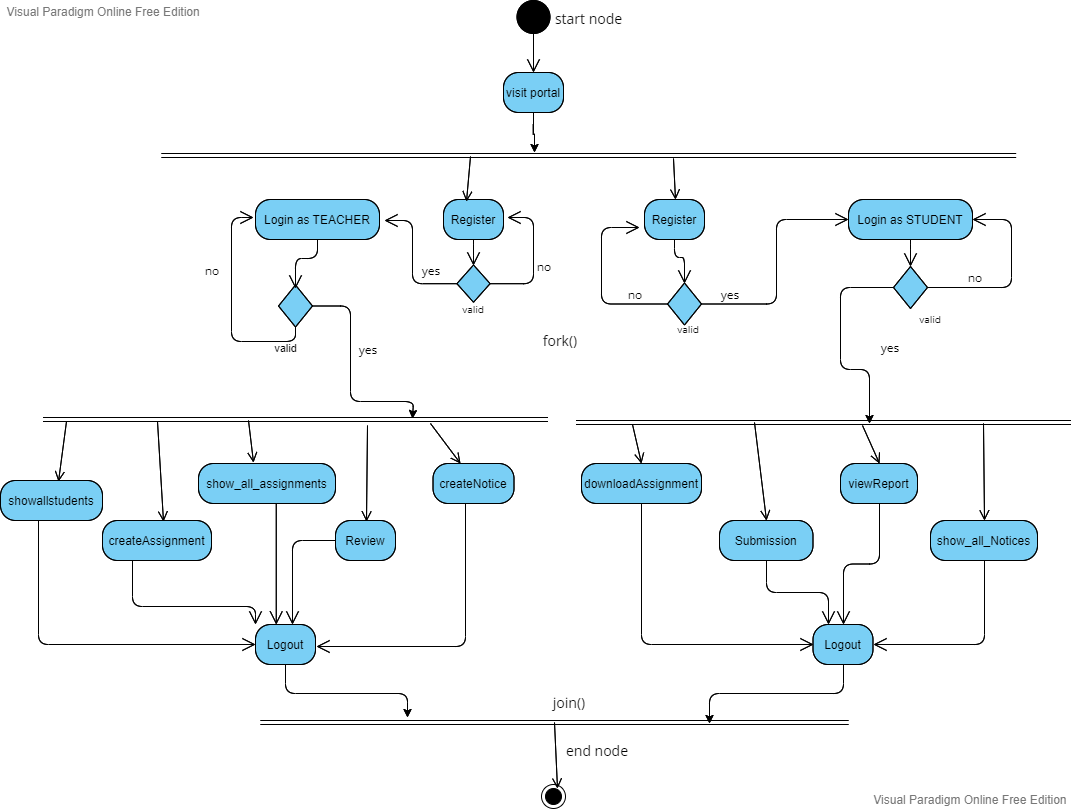 Visual Paradigm Online Free Edition
start node
visit portal
Login as TEACHER
Register
Register
Login as STUDENT
no
yes
no
no
yes
no
valid
valid
valid
valid
fork()
yes
yes
showallstudents
createAssignment
show_all_assignments
Review
createNotice
downloadAssignment
Submission
viewReport
show_all_Notices
Logout
Logout
join()
end node
Visual Paradigm Online Free Edition